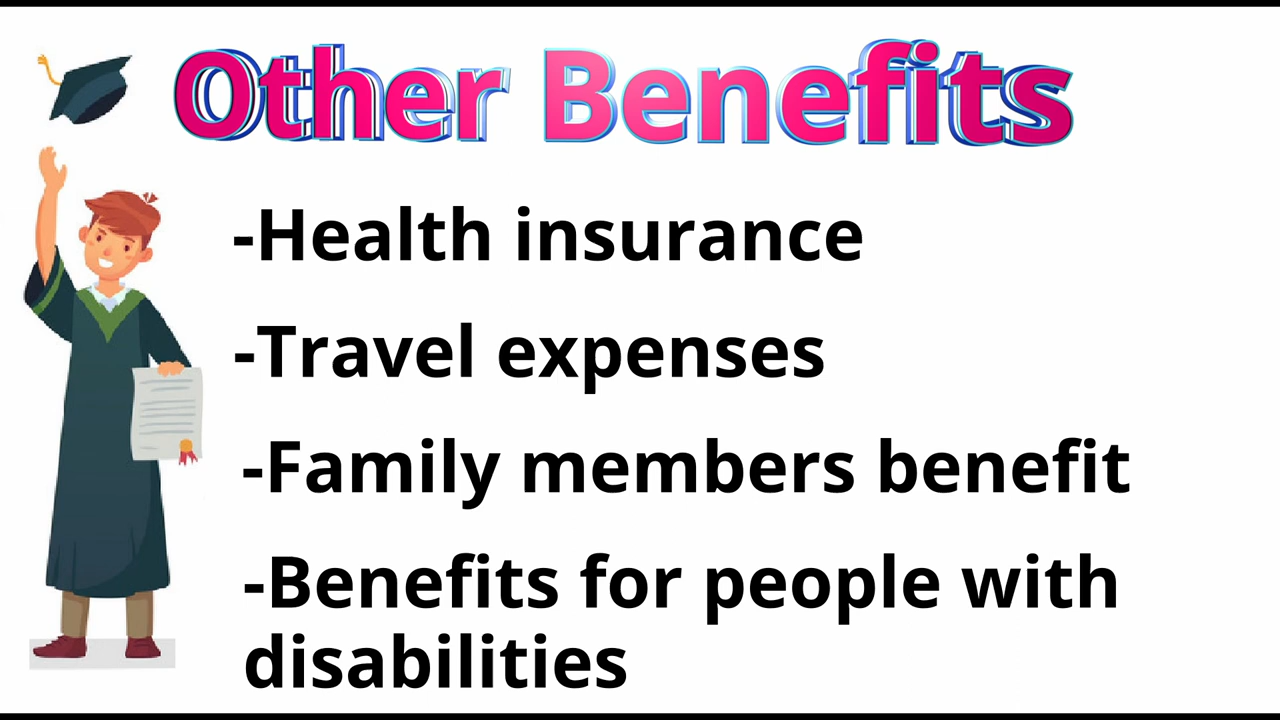 Other Benefits
-Health insurance
-Travel expenses
-Family members benefit
-Benefits for people with
disabilities